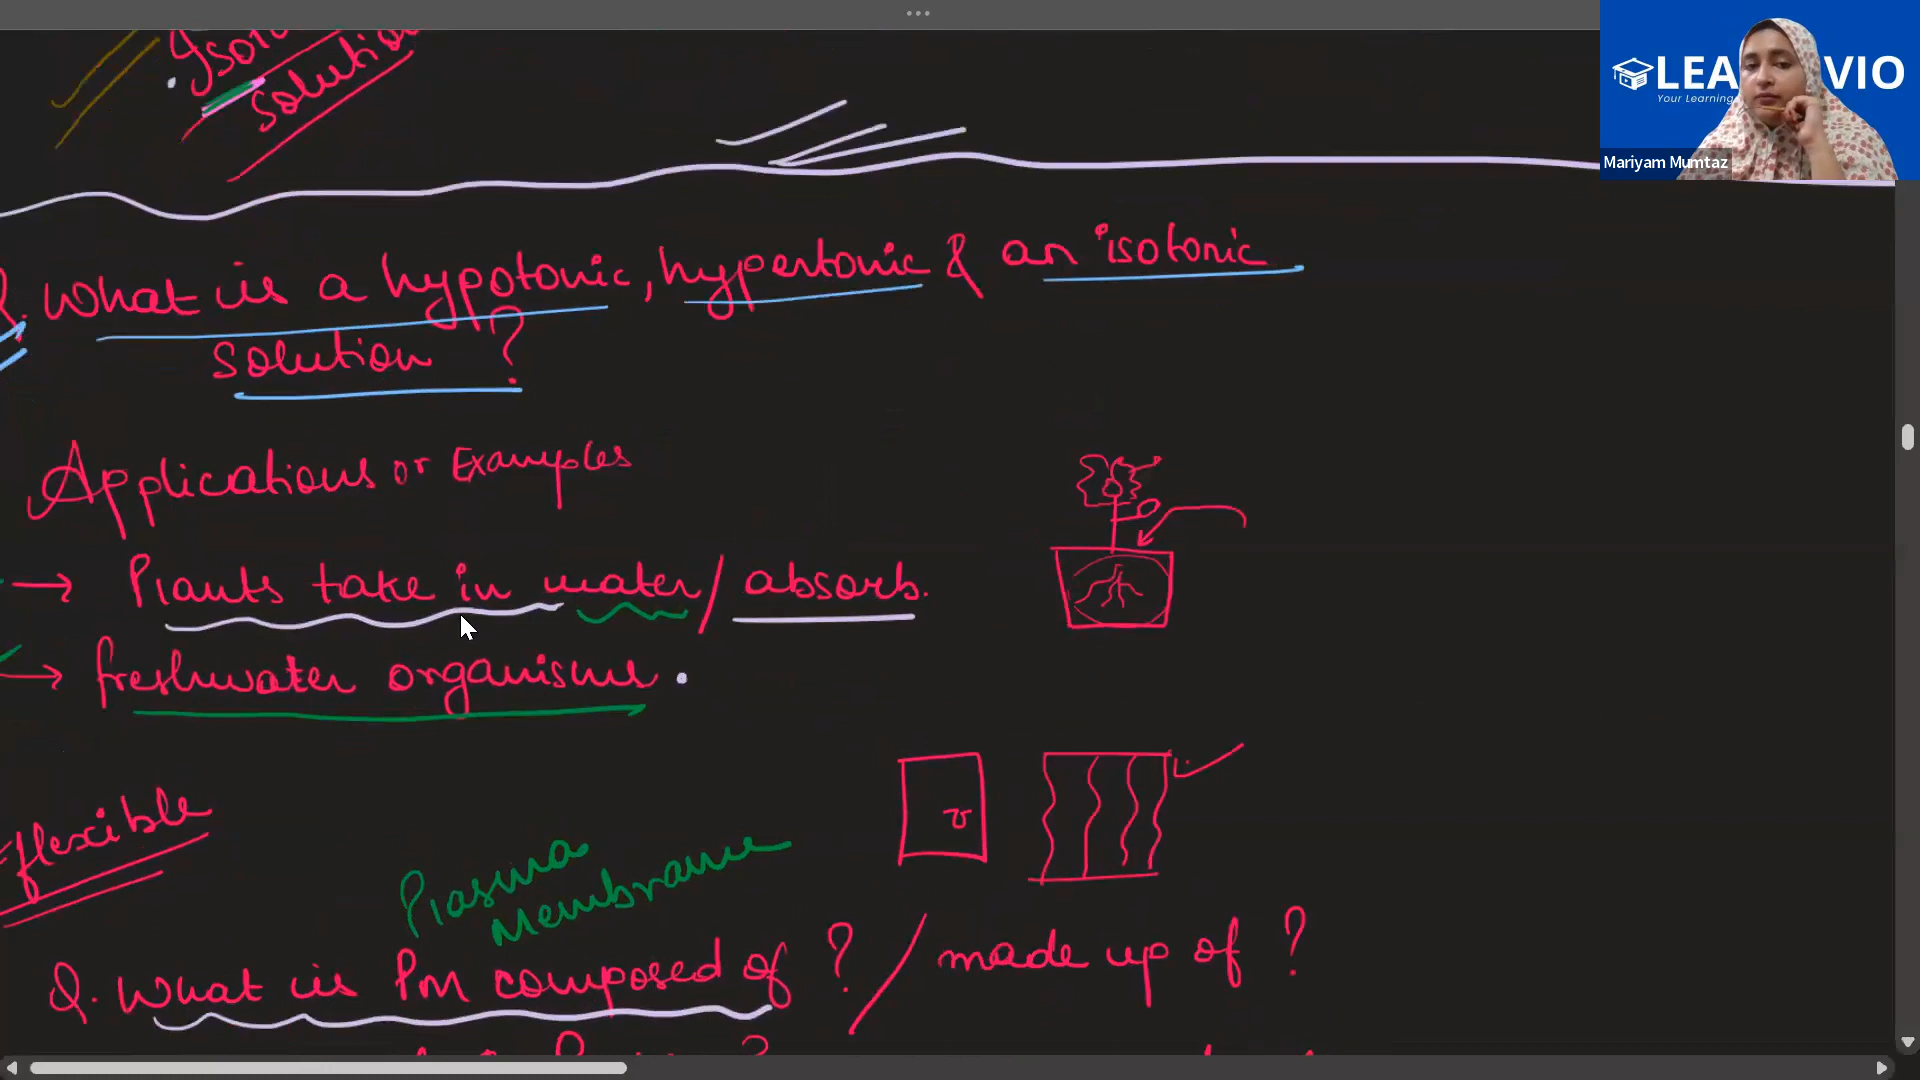 Isoto
solution
LEA VIO
Your Learning
Mariyam Mumtaz
Q. What is a hypotonic, hypertonic & an isotonic
solution ?
Applications or Examples
→ Plants take in water/ absorb.
→ freshwater organisms.
flexible
Plasma
Membrane
Q. What is PM composed of ? / made up of ?